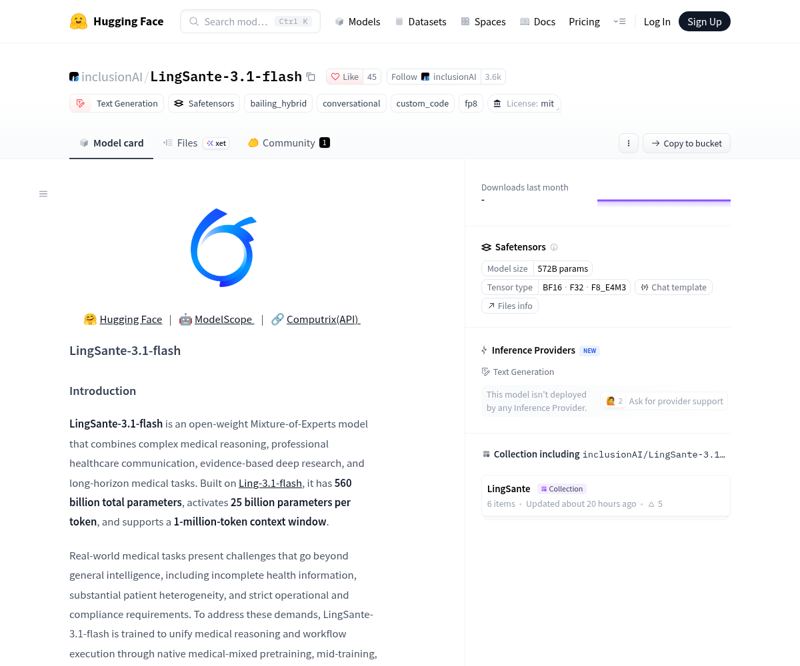 Hugging Face
Search mod… Ctrl K
Models
Datasets
Spaces
Docs
Pricing
Log In
Sign Up
inclusionAI/LingSante-3.1-flash
Like 45
Follow inclusionAI 3.6k
Text Generation
Safetensors
bailing_hybrid
conversational
custom_code
fp8
License: mit
Model card
Files xet
Community 1
Copy to bucket
Hugging Face | ModelScope | Computrix(API)
LingSante-3.1-flash
Introduction
LingSante-3.1-flash is an open-weight Mixture-of-Experts model
that combines complex medical reasoning, professional
healthcare communication, evidence-based deep research, and
long-horizon medical tasks. Built on Ling-3.1-flash, it has 560
billion total parameters, activates 25 billion parameters per
token, and supports a 1-million-token context window.
Real-world medical tasks present challenges that go beyond
general intelligence, including incomplete health information,
substantial patient heterogeneity, and strict operational and
compliance requirements. To address these demands, LingSante-
3.1-flash is trained to unify medical reasoning and workflow
execution through native medical-mixed pretraining, mid-training,
Downloads last month
-
Safetensors
Model size 572B params
Tensor type BF16 · F32 · F8_E4M3
Chat template
Files info
Inference Providers NEW
Text Generation
This model isn't deployed
by any Inference Provider.
2 Ask for provider support
Collection including inclusionAI/LingSante-3.1…
LingSante Collection
6 items · Updated about 20 hours ago · 5